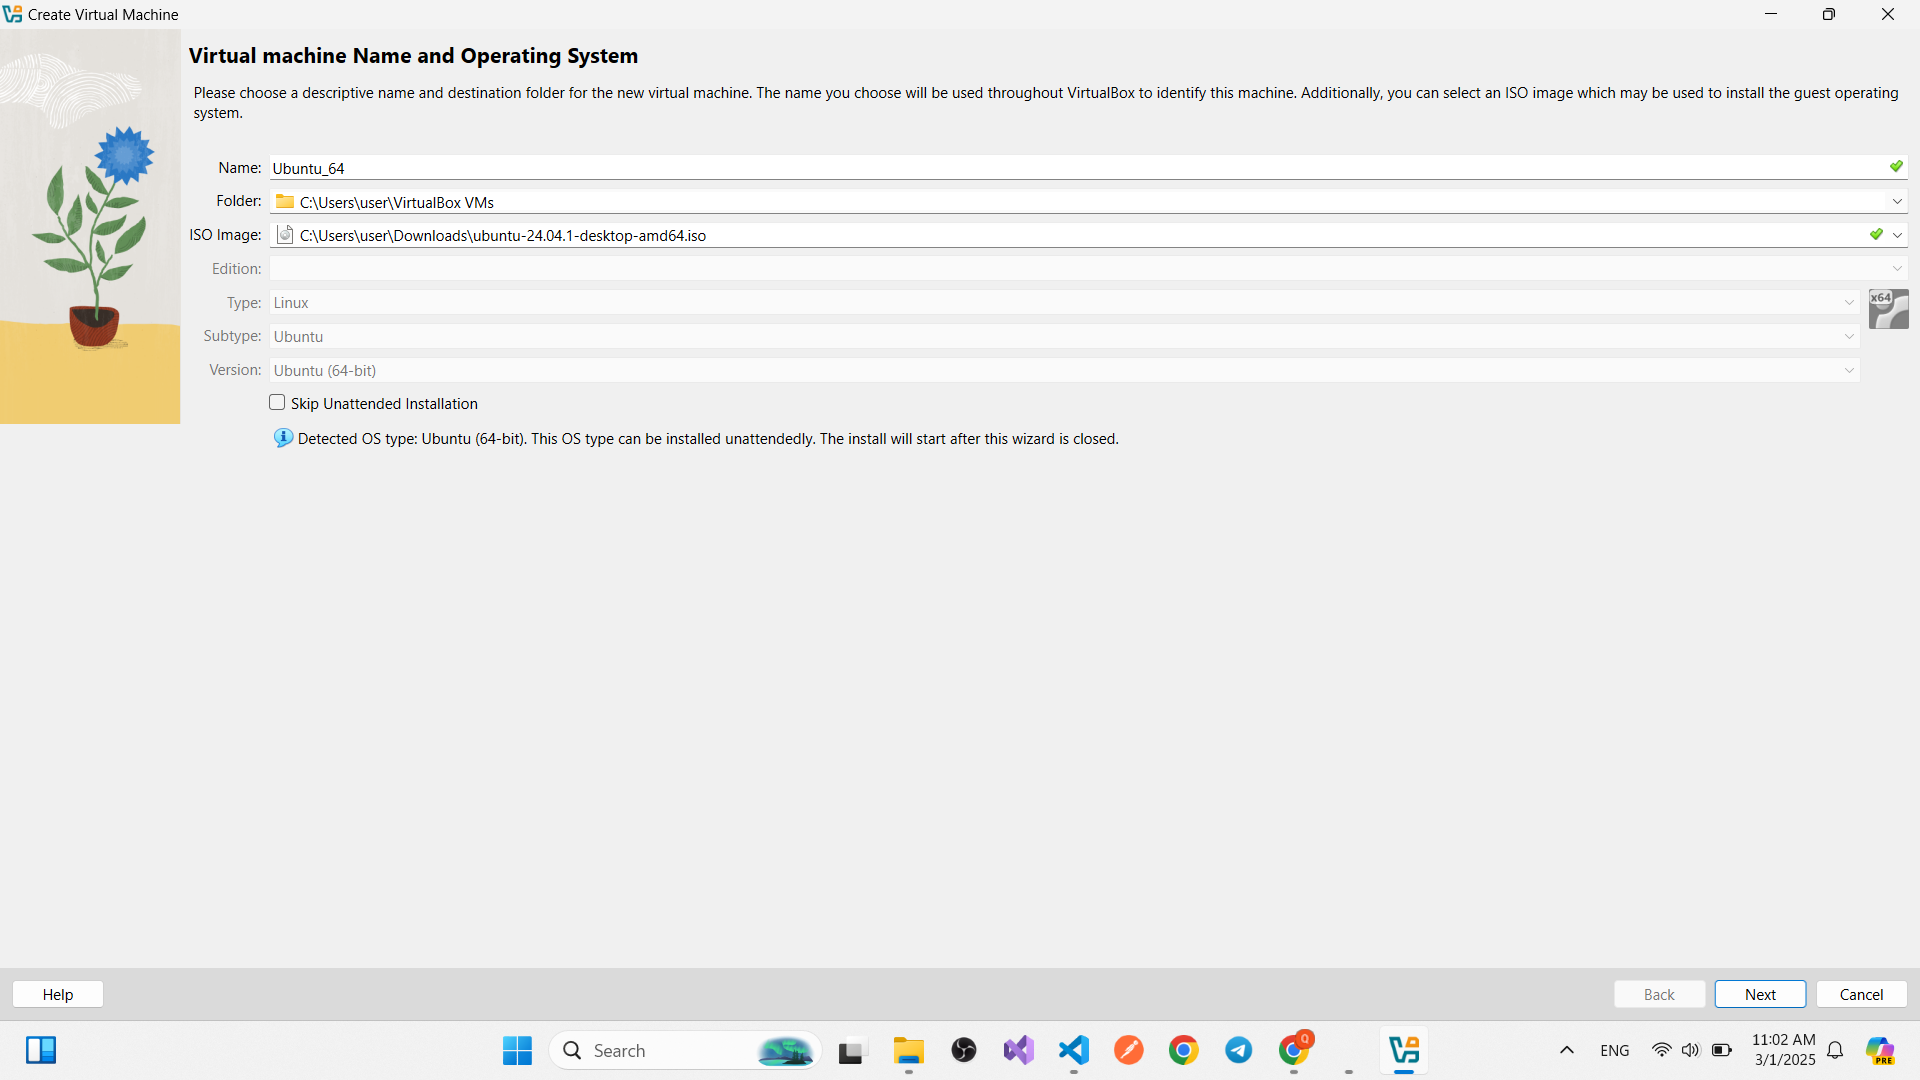 Create Virtual Machine
Virtual machine Name and Operating System
Please choose a descriptive name and destination folder for the new virtual machine. The name you choose will be used throughout VirtualBox to identify this machine. Additionally, you can select an ISO image which may be used to install the guest operating
system.
Name: Ubuntu_64
Folder: C:\Users\user\VirtualBox VMs
ISO Image: C:\Users\user\Downloads\ubuntu-24.04.1-desktop-amd64.iso
Edition:
Type: Linux
x64
Subtype: Ubuntu
Version: Ubuntu (64-bit)
Skip Unattended Installation
Detected OS type: Ubuntu (64-bit). This OS type can be installed unattendedly. The install will start after this wizard is closed.
Help Back Next Cancel
Search Q ENG 11:02 AM
3/1/2025 PRE